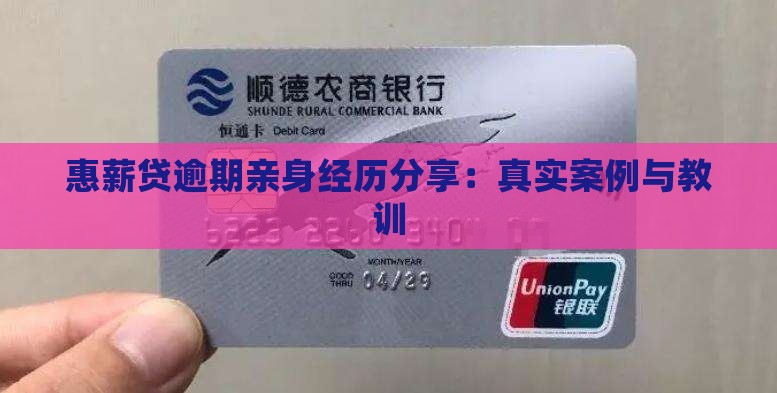 顺德农商银行
SHUNDE RURAL COMMERCIAL BANK
恒通卡 Debit Card
惠薪贷逾期亲身经历分享：真实案例与教
训
MONTH/YEAR
GOOD THRU 04/29
UnionPay
银联